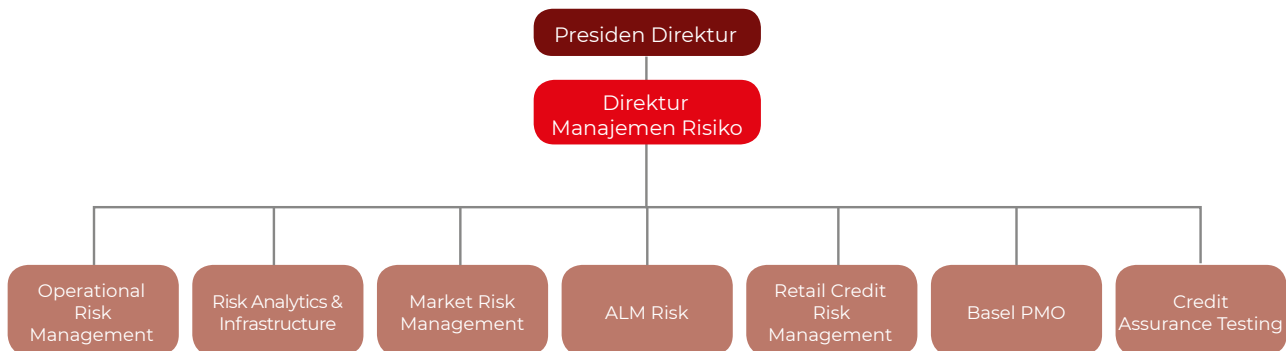 Presiden Direktur
Direktur
Manajemen Risiko
Operational
Risk
Management
Risk Analytics &
Infrastructure
Market Risk
Management
ALM Risk
Retail Credit
Risk
Management
Basel PMO
Credit
Assurance Testing